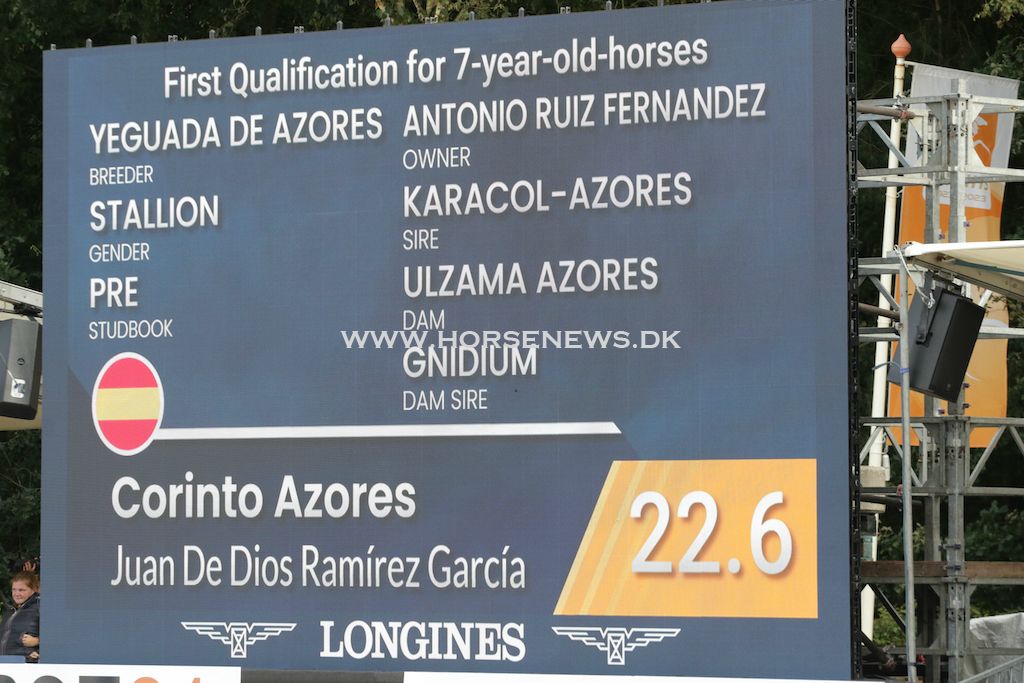 First Qualification for 7-year-old-horses
YEGUADA DE AZORES
BREEDER
STALLION
GENDER
PRE
STUDBOOK
ANTONIO RUIZ FERNANDEZ
OWNER
KARACOL-AZORES
SIRE
ULZAMA AZORES
DAM
WWW.HORSENEWS.DK
GNIDIUM
DAM SIRE
Corinto Azores
Juan De Dios Ramírez García
22.6
LONGINES